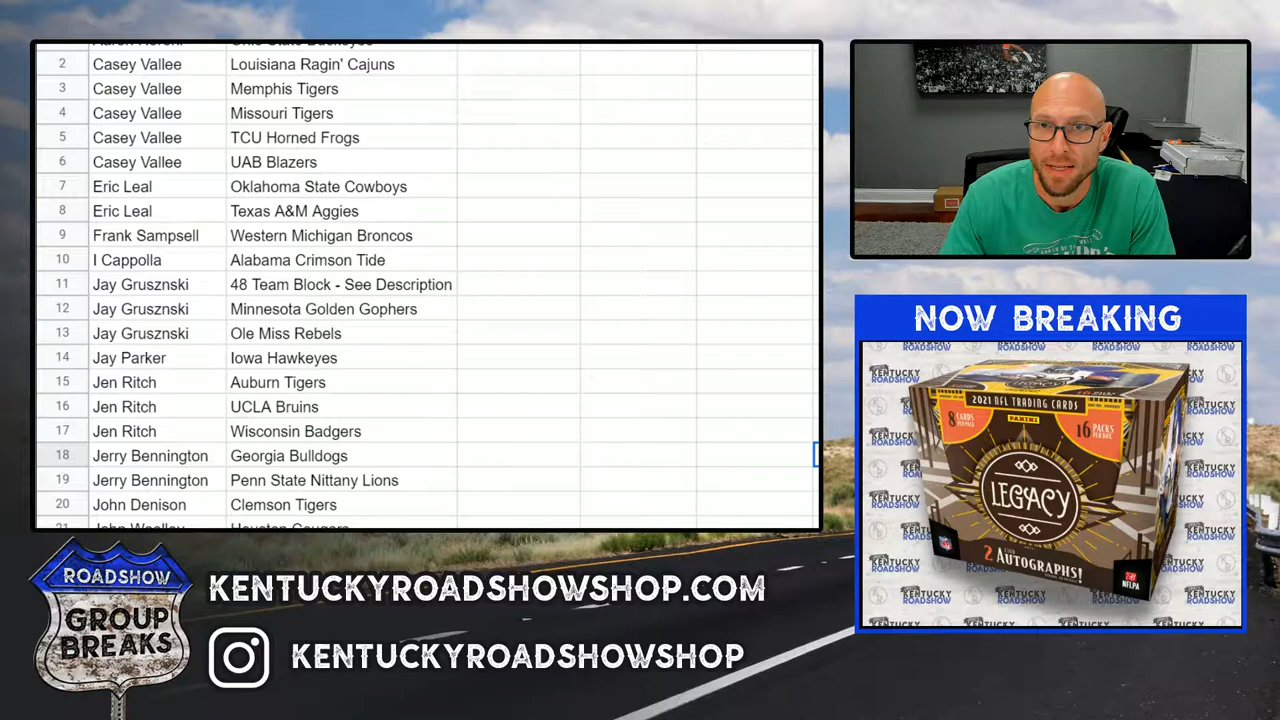 2 Casey Vallee Louisiana Ragin' Cajuns
3 Casey Vallee Memphis Tigers
4 Casey Vallee Missouri Tigers
5 Casey Vallee TCU Horned Frogs
6 Casey Vallee UAB Blazers
7 Eric Leal Oklahoma State Cowboys
8 Eric Leal Texas A&M Aggies
9 Frank Sampsell Western Michigan Broncos
10 I Cappolla Alabama Crimson Tide
11 Jay Grusznski 48 Team Block - See Description
12 Jay Grusznski Minnesota Golden Gophers
13 Jay Grusznski Ole Miss Rebels
14 Jay Parker Iowa Hawkeyes
15 Jen Ritch Auburn Tigers
16 Jen Ritch UCLA Bruins
17 Jen Ritch Wisconsin Badgers
18 Jerry Bennington Georgia Bulldogs
19 Jerry Bennington Penn State Nittany Lions
20 John Denison Clemson Tigers
NOW BREAKING
KENTUCKY ROADSHOW
2021 NFL TRADING CARDS
PANINI
8 CARDS PER PACK
16 PACKS PER BOX
LEGACY
2 AUTOGRAPHS!
NFL
NFLPA
ROADSHOW
GROUP
BREAKS
KENTUCKYROADSHOWSHOP.COM
KENTUCKYROADSHOWSHOP